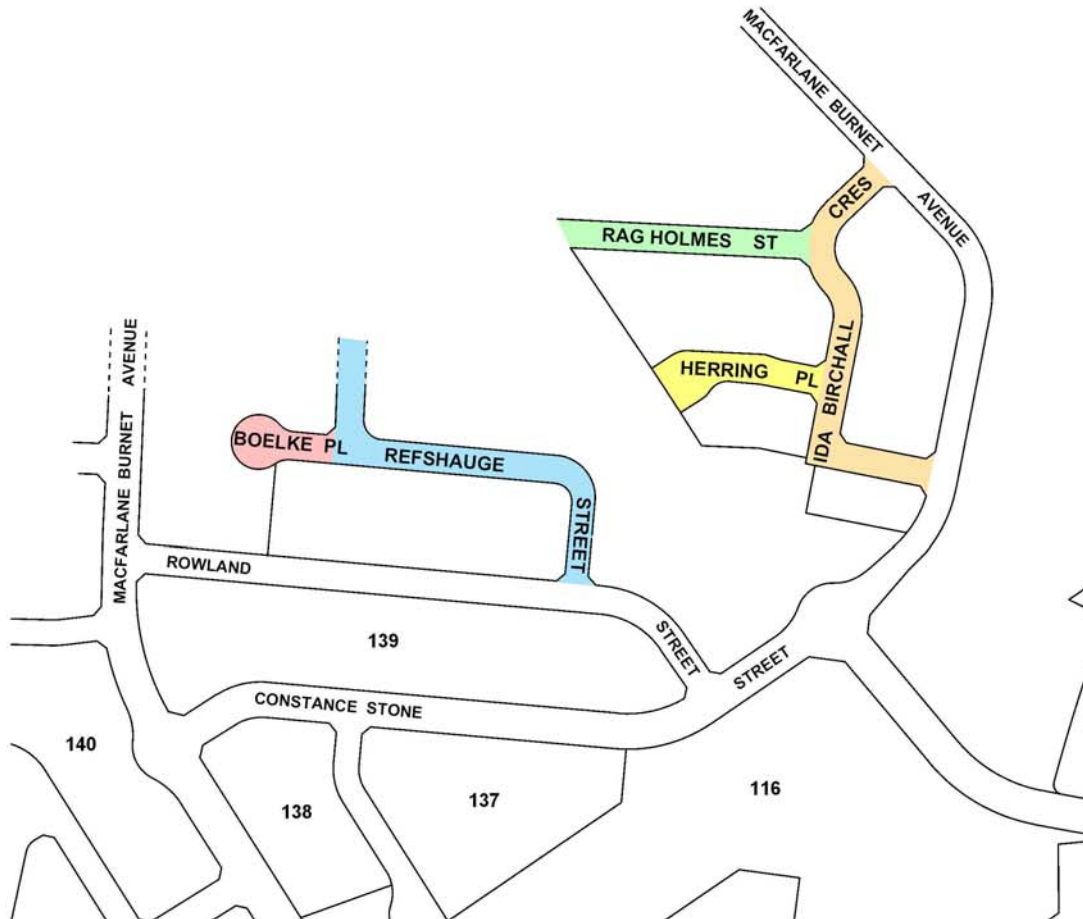 MACFARLANE BURNET AVENUE
IDA BIRCHALL CRES
RAG HOLMES ST
HERRING PL
MACFARLANE BURNET AVENUE
BOELKE PL
REFSHAUGE STREET
ROWLAND STREET
CONSTANCE STONE STREET
139
140
138
137
116